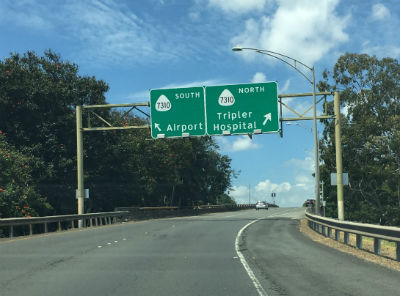 SOUTH
7310
Airport
NORTH
7310
Tripler
Hospital